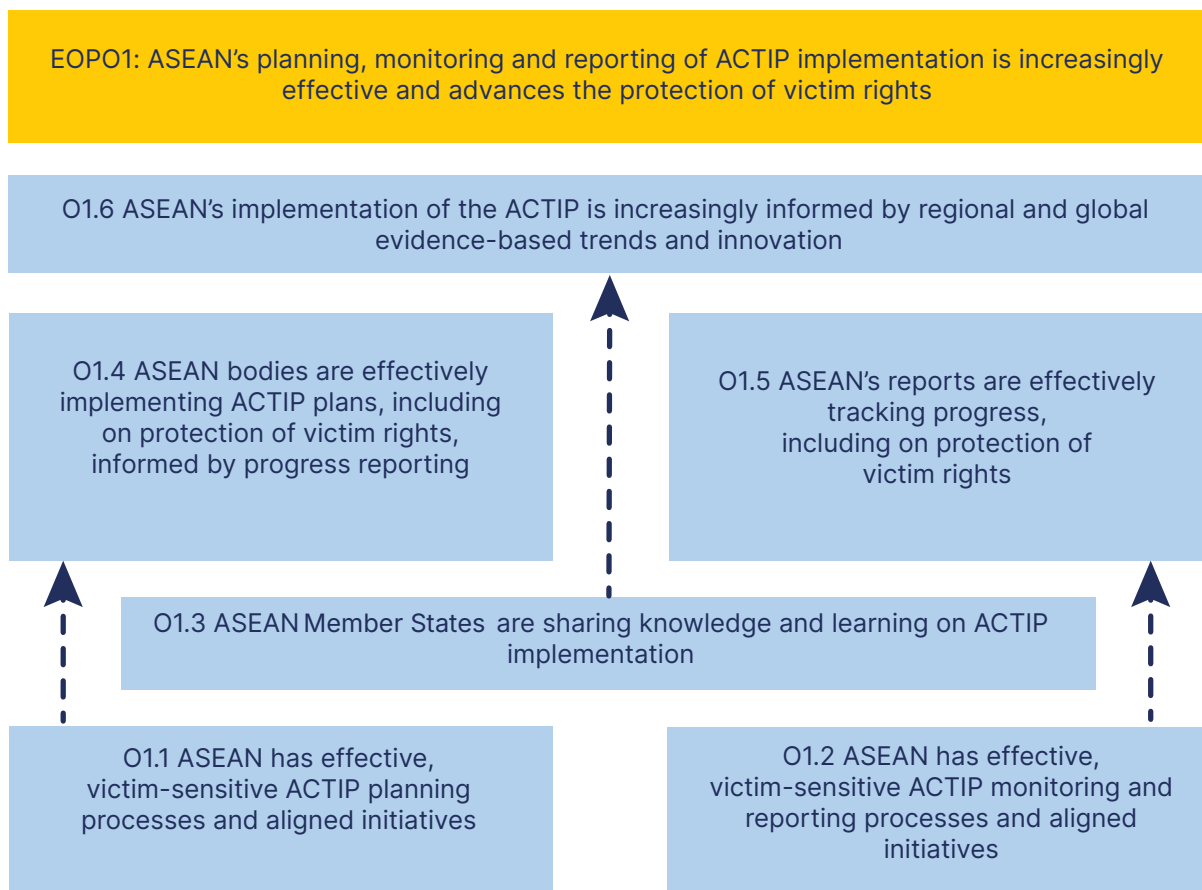 EOPO1: ASEAN’s planning, monitoring and reporting of ACTIP implementation is increasingly
effective and advances the protection of victim rights
O1.6 ASEAN’s implementation of the ACTIP is increasingly informed by regional and global
evidence-based trends and innovation
O1.4 ASEAN bodies are effectively
implementing ACTIP plans, including
on protection of victim rights,
informed by progress reporting
O1.5 ASEAN’s reports are effectively
tracking progress,
including on protection of
victim rights
O1.3 ASEAN Member States are sharing knowledge and learning on ACTIP
implementation
O1.1 ASEAN has effective,
victim-sensitive ACTIP planning
processes and aligned initiatives
O1.2 ASEAN has effective,
victim-sensitive ACTIP monitoring and
reporting processes and aligned
initiatives